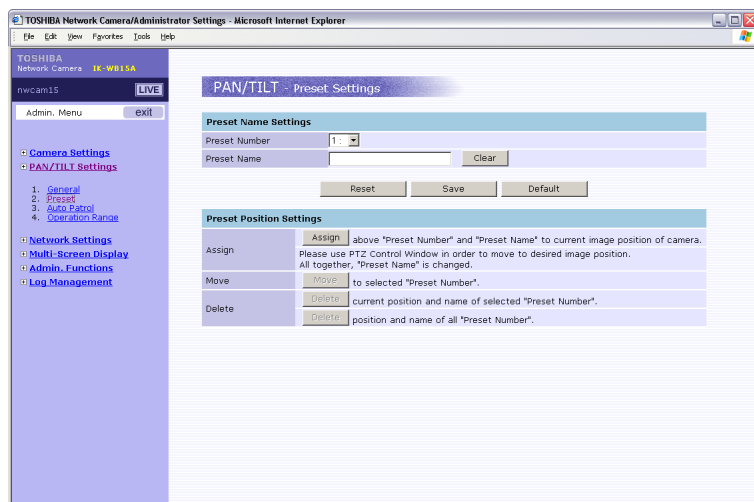 TOSHIBA Network Camera/Administrator Settings - Microsoft Internet Explorer
File Edit View Favorites Tools Help
TOSHIBA
Network Camera IK-WB15A
nwcam15 LIVE
Admin. Menu exit
Camera Settings
PAN/TILT Settings
1. General
2. Preset
3. Auto Patrol
4. Operation Range
Network Settings
Multi-Screen Display
Admin. Functions
Log Management
PAN/TILT - Preset Settings
Preset Name Settings
Preset Number 1 :
Preset Name Clear
Reset Save Default
Preset Position Settings
Assign Assign above "Preset Number" and "Preset Name" to current image position of camera.
Please use PTZ Control Window in order to move to desired image position.
All together, "Preset Name" is changed.
Move Move to selected "Preset Number".
Delete Delete current position and name of selected "Preset Number".
Delete position and name of all "Preset Number".